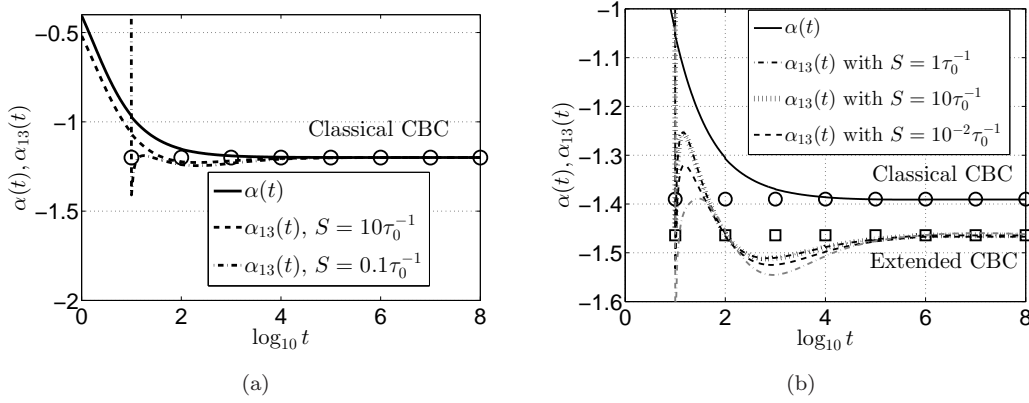 α(t), α₁₃(t)
−0.5
−1
−1.5
−2
0 2 4 6 8
log₁₀ t
Classical CBC
α(t)
α₁₃(t), S = 10τ₀⁻¹
α₁₃(t), S = 0.1τ₀⁻¹
(a)
α(t), α₁₃(t)
−1
−1.1
−1.2
−1.3
−1.4
−1.5
−1.6
0 2 4 6 8
log₁₀ t
α(t)
α₁₃(t) with S = 1τ₀⁻¹
α₁₃(t) with S = 10τ₀⁻¹
α₁₃(t) with S = 10⁻²τ₀⁻¹
Classical CBC
Extended CBC
(b)